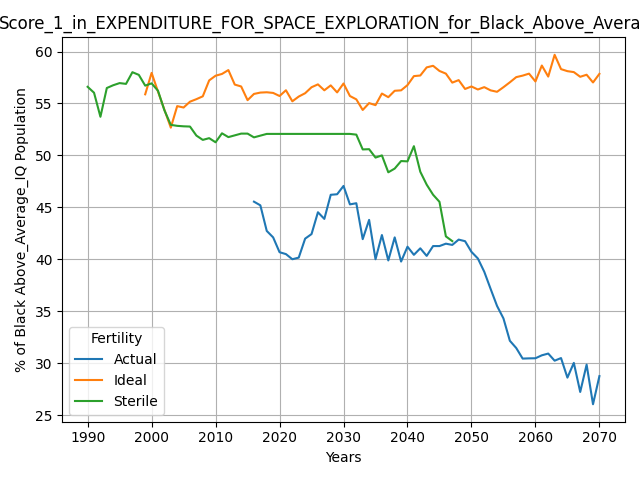 Score_1_in_EXPENDITURE_FOR_SPACE_EXPLORATION_for_Black_Above_Avera
% of Black Above_Average_IQ Population
60
55
50
45
40
35
30
25
Fertility
Actual
Ideal
Sterile
1990 2000 2010 2020 2030 2040 2050 2060 2070
Years